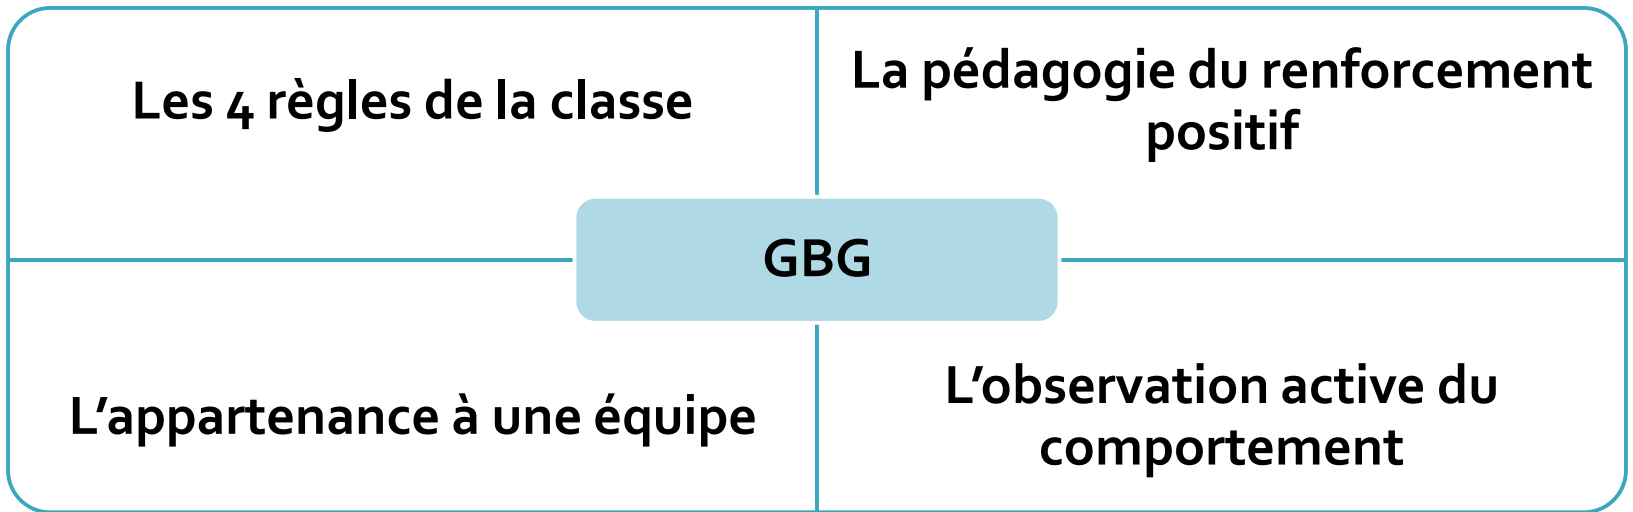 Les 4 règles de la classe
La pédagogie du renforcement
positif
GBG
L’appartenance à une équipe
L’observation active du
comportement